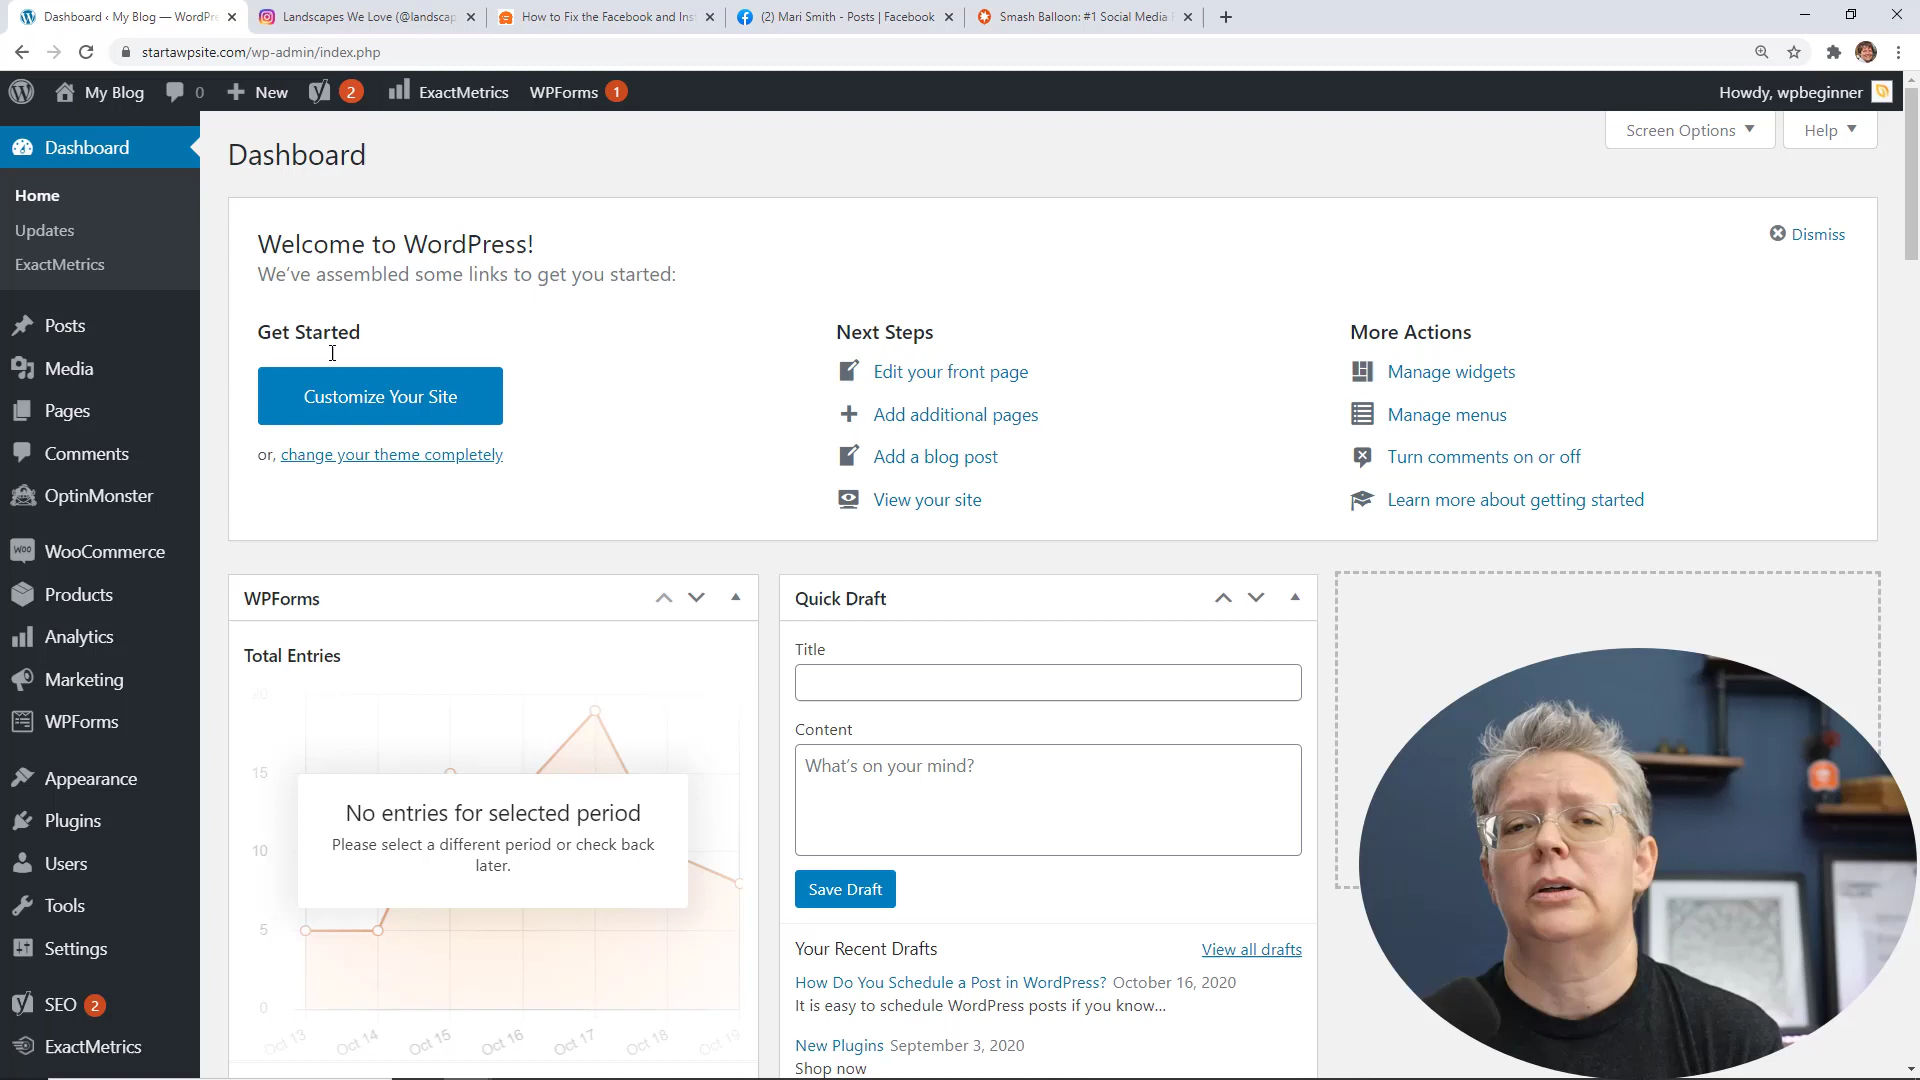 Dashboard ‹ My Blog — WordPre
Landscapes We Love (@landscap
How to Fix the Facebook and Ins
(2) Mari Smith - Posts | Facebook
Smash Balloon: #1 Social Media
startawpsite.com/wp-admin/index.php
My Blog
0
New
2
ExactMetrics
WPForms 1
Howdy, wpbeginner
Screen Options
Help
Dashboard
Home
Updates
ExactMetrics
Posts
Media
Pages
Comments
OptinMonster
WooCommerce
Products
Analytics
Marketing
WPForms
Appearance
Plugins
Users
Tools
Settings
SEO 2
ExactMetrics
Dashboard
Welcome to WordPress!
We've assembled some links to get you started:
Dismiss
Get Started
Customize Your Site
or, change your theme completely
Next Steps
Edit your front page
Add additional pages
Add a blog post
View your site
More Actions
Manage widgets
Manage menus
Turn comments on or off
Learn more about getting started
WPForms
Total Entries
20
15
10
5
0
No entries for selected period
Please select a different period or check back
later.
Oct 13
Oct 14
Oct 15
Oct 16
Oct 17
Oct 18
Oct 19
Quick Draft
Title
Content
What's on your mind?
Save Draft
Your Recent Drafts
View all drafts
How Do You Schedule a Post in WordPress? October 16, 2020
It is easy to schedule WordPress posts if you know...
New Plugins September 3, 2020
Shop now